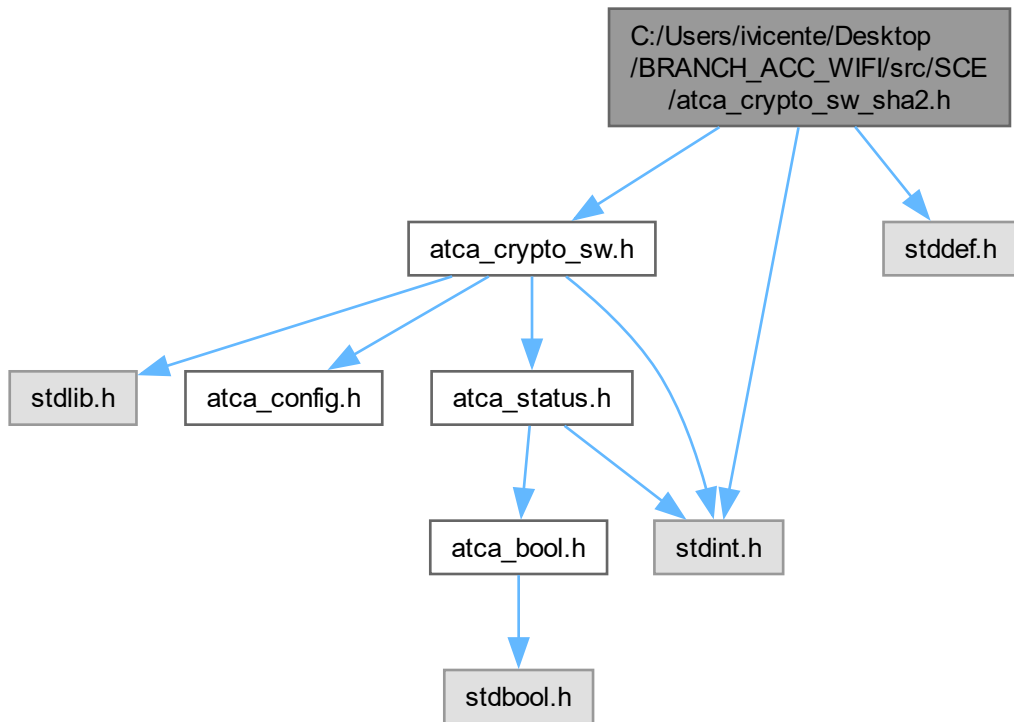 C:/Users/ivicente/Desktop
/BRANCH_ACC_WIFI/src/SCE
/atca_crypto_sw_sha2.h
atca_crypto_sw.h
stddef.h
stdlib.h
atca_config.h
atca_status.h
atca_bool.h
stdint.h
stdbool.h